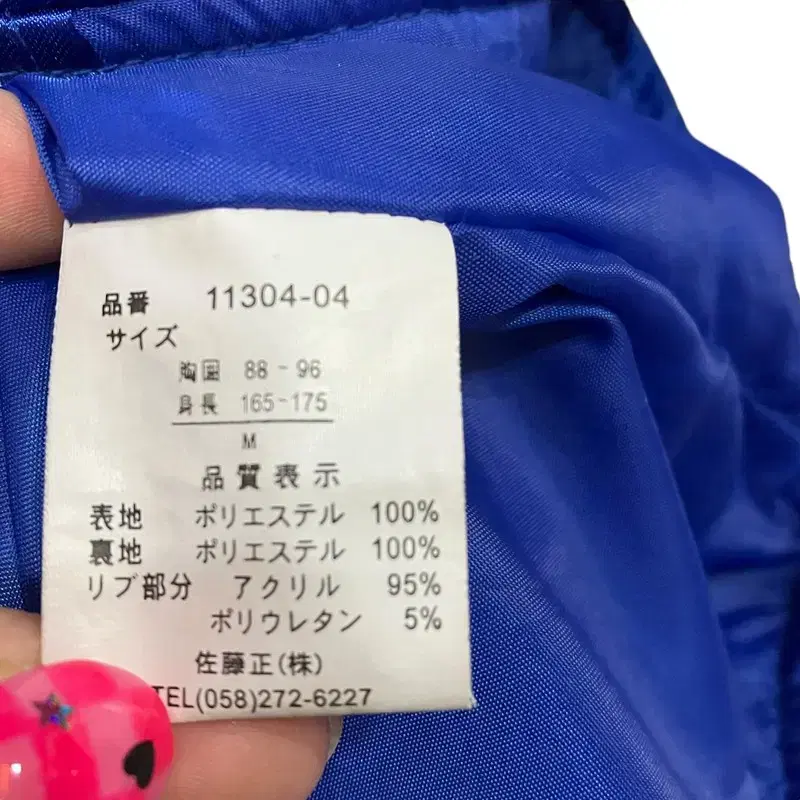 品番 11304-04
サイズ
胸囲 88-96
身長 165-175
M
品質表示
表地 ポリエステル 100%
裏地 ポリエステル 100%
リブ部分 アクリル 95%
ポリウレタン 5%
佐藤正(株)
TEL(058)272-6227